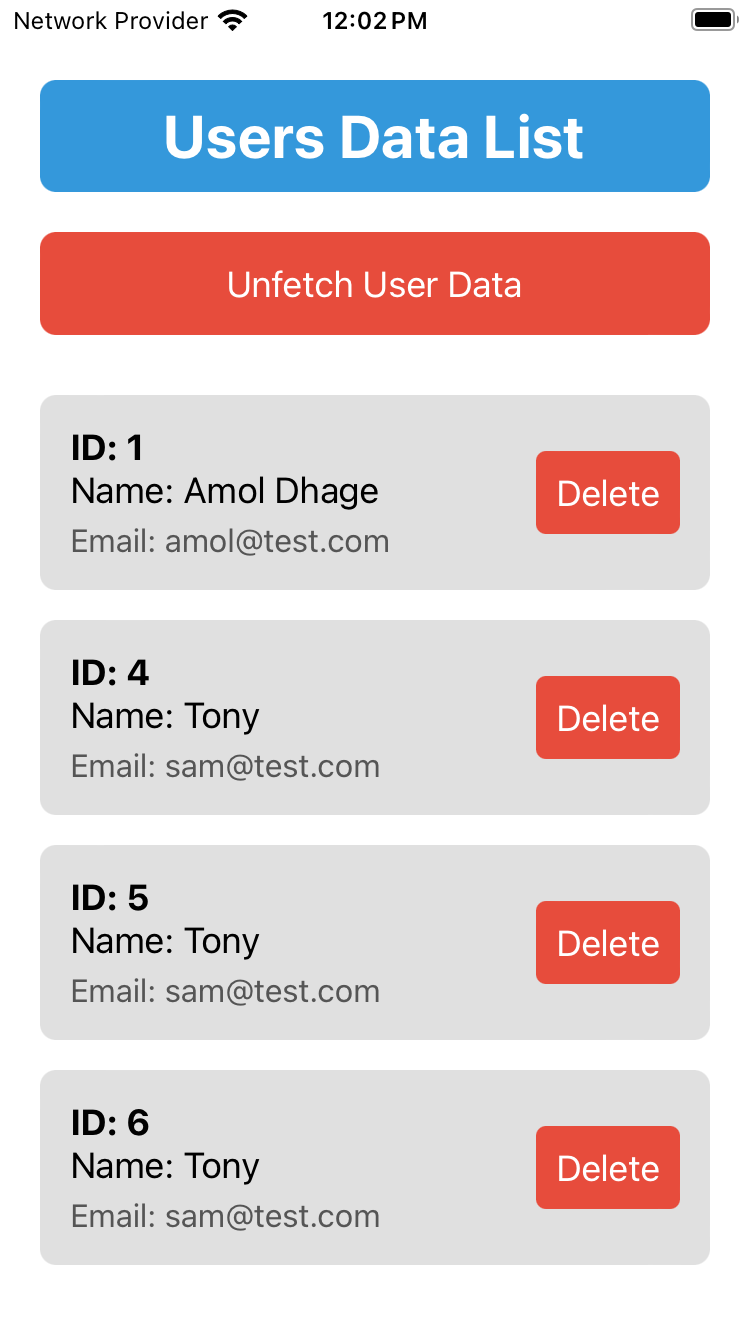 Network Provider 12:02 PM
Users Data List
Unfetch User Data
ID: 1
Name: Amol Dhage
Email: amol@test.com
Delete
ID: 4
Name: Tony
Email: sam@test.com
Delete
ID: 5
Name: Tony
Email: sam@test.com
Delete
ID: 6
Name: Tony
Email: sam@test.com
Delete